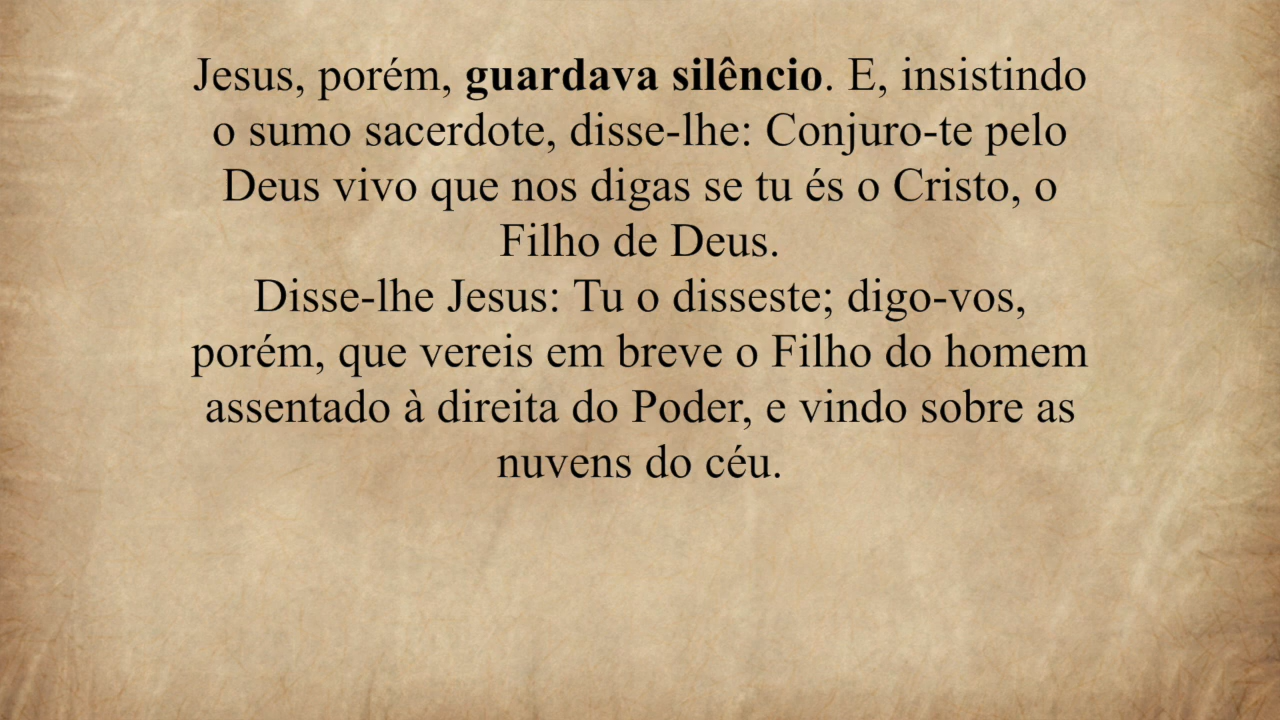 Jesus, porém, guardava silêncio. E, insistindo
o sumo sacerdote, disse-lhe: Conjuro-te pelo
Deus vivo que nos digas se tu és o Cristo, o
Filho de Deus.
Disse-lhe Jesus: Tu o disseste; digo-vos,
porém, que vereis em breve o Filho do homem
assentado à direita do Poder, e vindo sobre as
nuvens do céu.